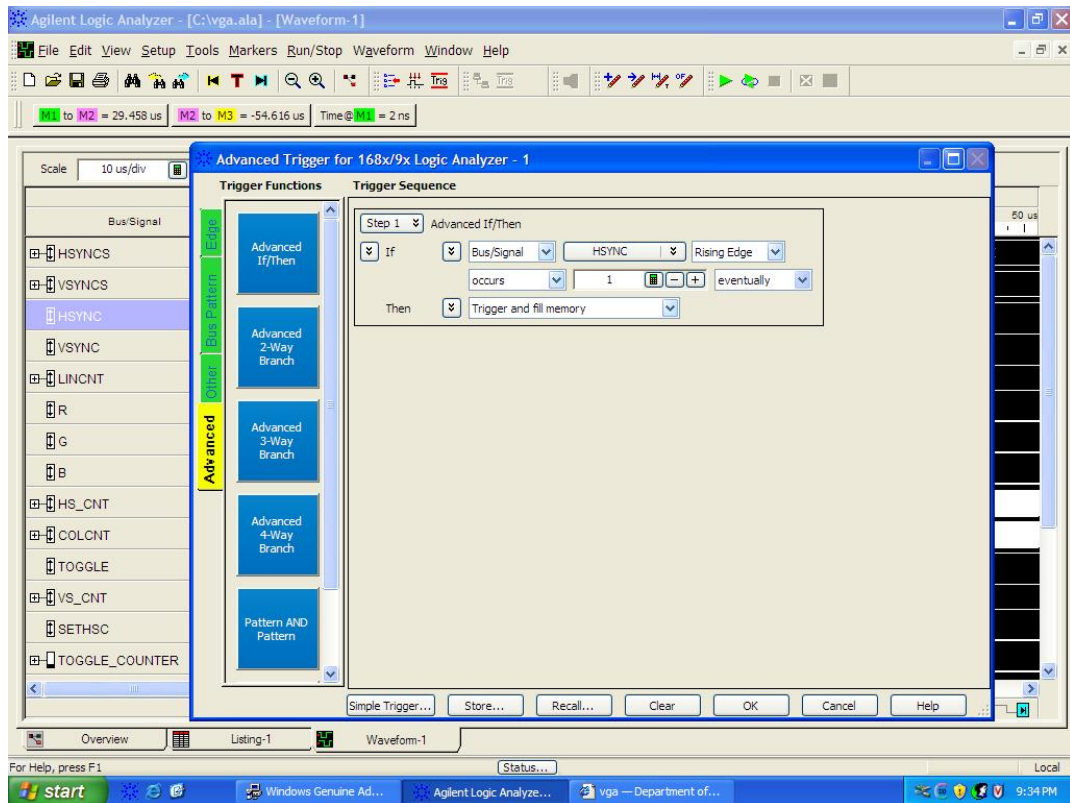 Agilent Logic Analyzer - [C:\vga.ala] - [Waveform-1]
File Edit View Setup Tools Markers Run/Stop Waveform Window Help
M1 to M2 = 29.458 us M2 to M3 = -54.616 us Time@M1 = 2 ns
Scale 10 us/div
Bus/Signal
50 us
HSYNCS
VSYNCS
HSYNC
VSYNC
LINCNT
R
G
B
HS_CNT
COLCNT
TOGGLE
VS_CNT
SETHSC
TOGGLE_COUNTER
Advanced Trigger for 168x/9x Logic Analyzer - 1
Trigger Functions Trigger Sequence
Edge
Bus Pattern
Other
Advanced
Advanced
If/Then
Advanced
2-Way
Branch
Advanced
3-Way
Branch
Advanced
4-Way
Branch
Pattern AND
Pattern
Step 1 Advanced If/Then
If Bus/Signal HSYNC Rising Edge
occurs 1 eventually
Then Trigger and fill memory
Simple Trigger... Store... Recall... Clear OK Cancel Help
Overview Listing-1 Waveform-1
For Help, press F1 Status... Local
start Windows Genuine Ad... Agilent Logic Analyze... vga — Department of... 9:34 PM